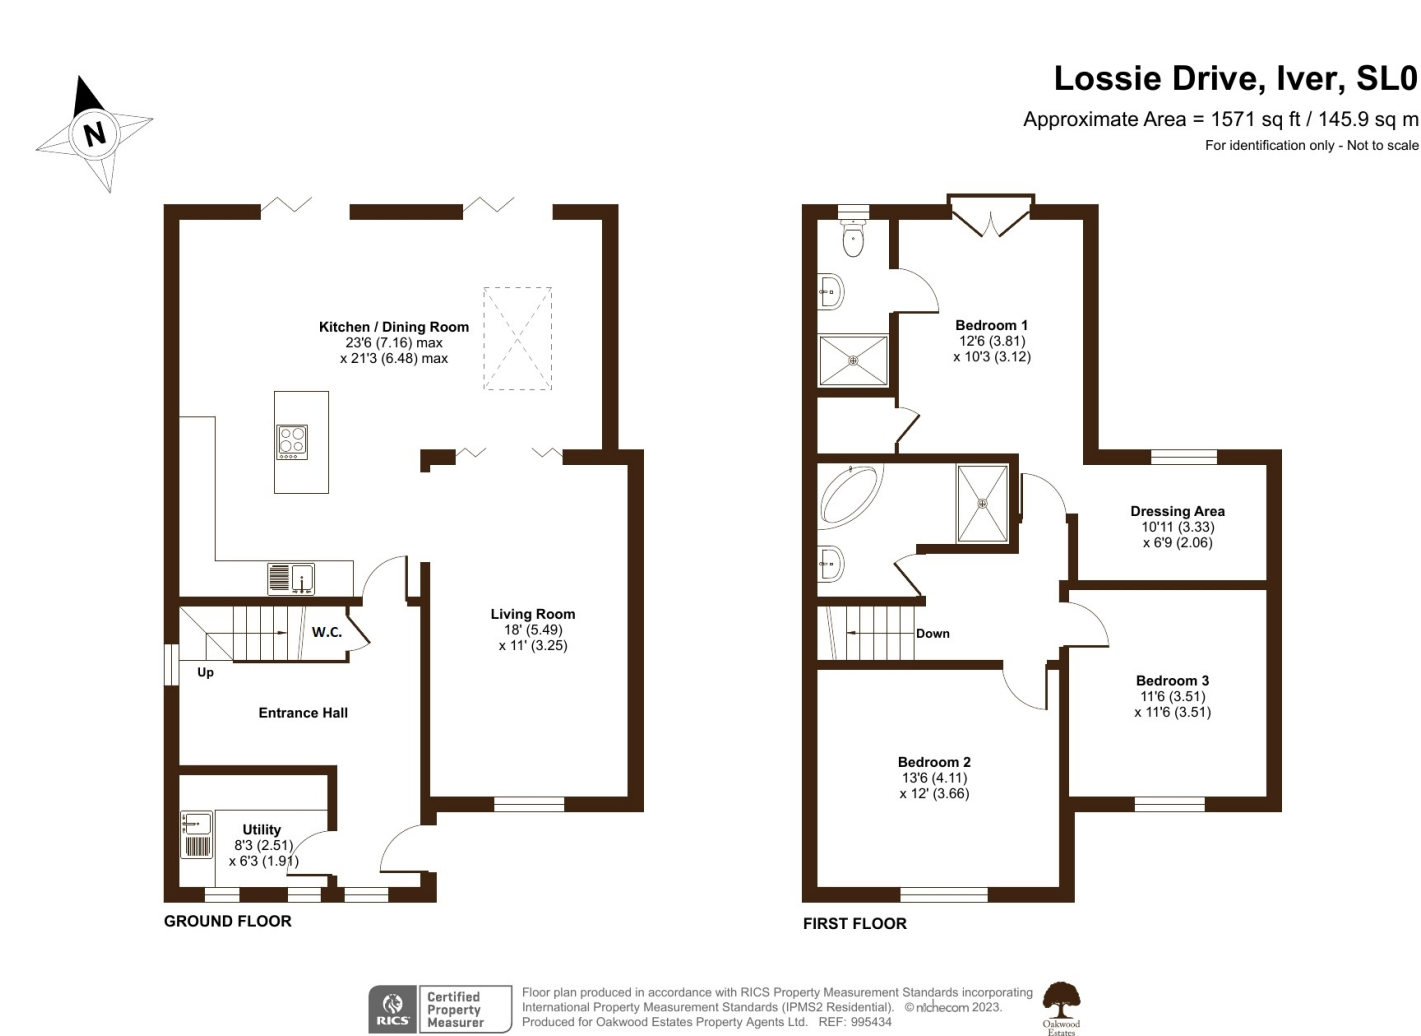 Lossie Drive, Iver, SL0
Approximate Area = 1571 sq ft / 145.9 sq m
For identification only - Not to scale
N
Kitchen / Dining Room
23'6 (7.16) max
x 21'3 (6.48) max
Living Room
18' (5.49)
x 11' (3.25)
W.C.
Up
Entrance Hall
Utility
8'3 (2.51)
x 6'3 (1.91)
GROUND FLOOR
Bedroom 1
12'6 (3.81)
x 10'3 (3.12)
Dressing Area
10'11 (3.33)
x 6'9 (2.06)
Down
Bedroom 3
11'6 (3.51)
x 11'6 (3.51)
Bedroom 2
13'6 (4.11)
x 12' (3.66)
FIRST FLOOR
RICS
Certified
Property
Measurer
Floor plan produced in accordance with RICS Property Measurement Standards incorporating
International Property Measurement Standards (IPMS2 Residential). © nichecom 2023.
Produced for Oakwood Estates Property Agents Ltd. REF: 995434
Oakwood
Estates